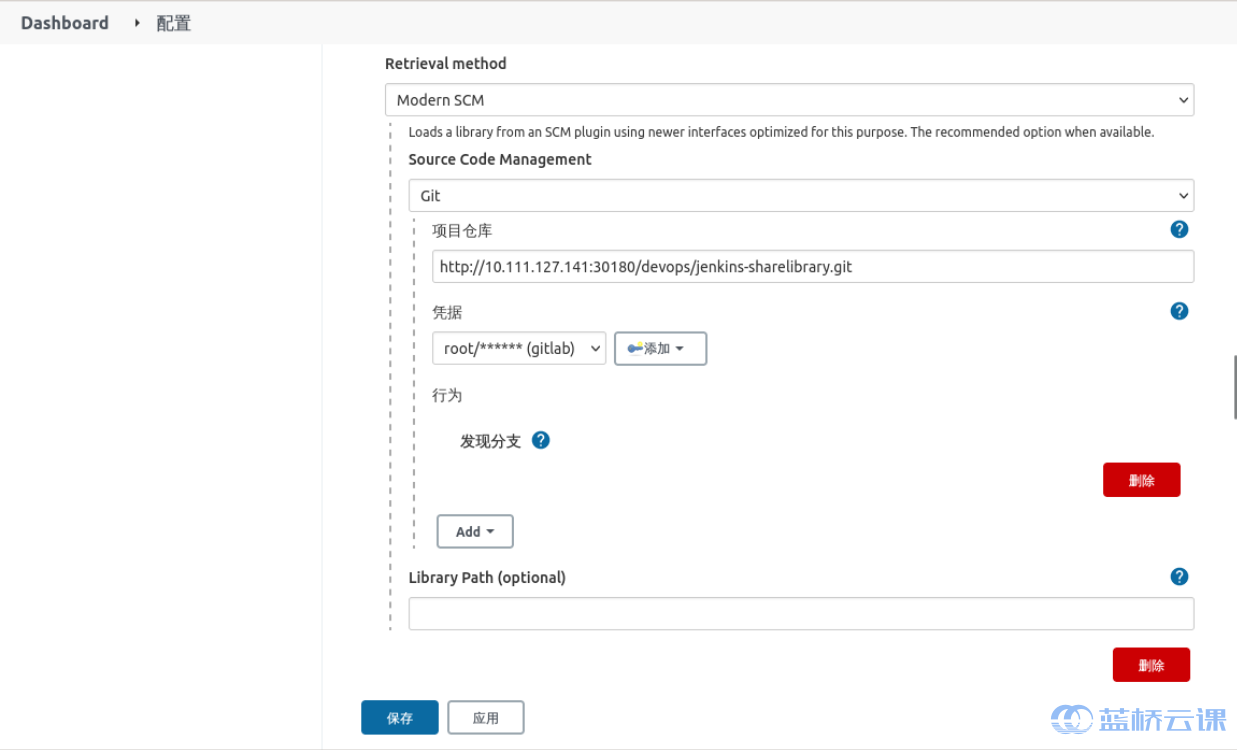 Dashboard 配置
Retrieval method
Modern SCM
Loads a library from an SCM plugin using newer interfaces optimized for this purpose. The recommended option when available.
Source Code Management
Git
项目仓库
http://10.111.127.141:30180/devops/jenkins-sharelibrary.git
凭据
root/****** (gitlab) 添加
行为
发现分支
删除
Add
Library Path (optional)
删除
保存 应用
蓝桥云课